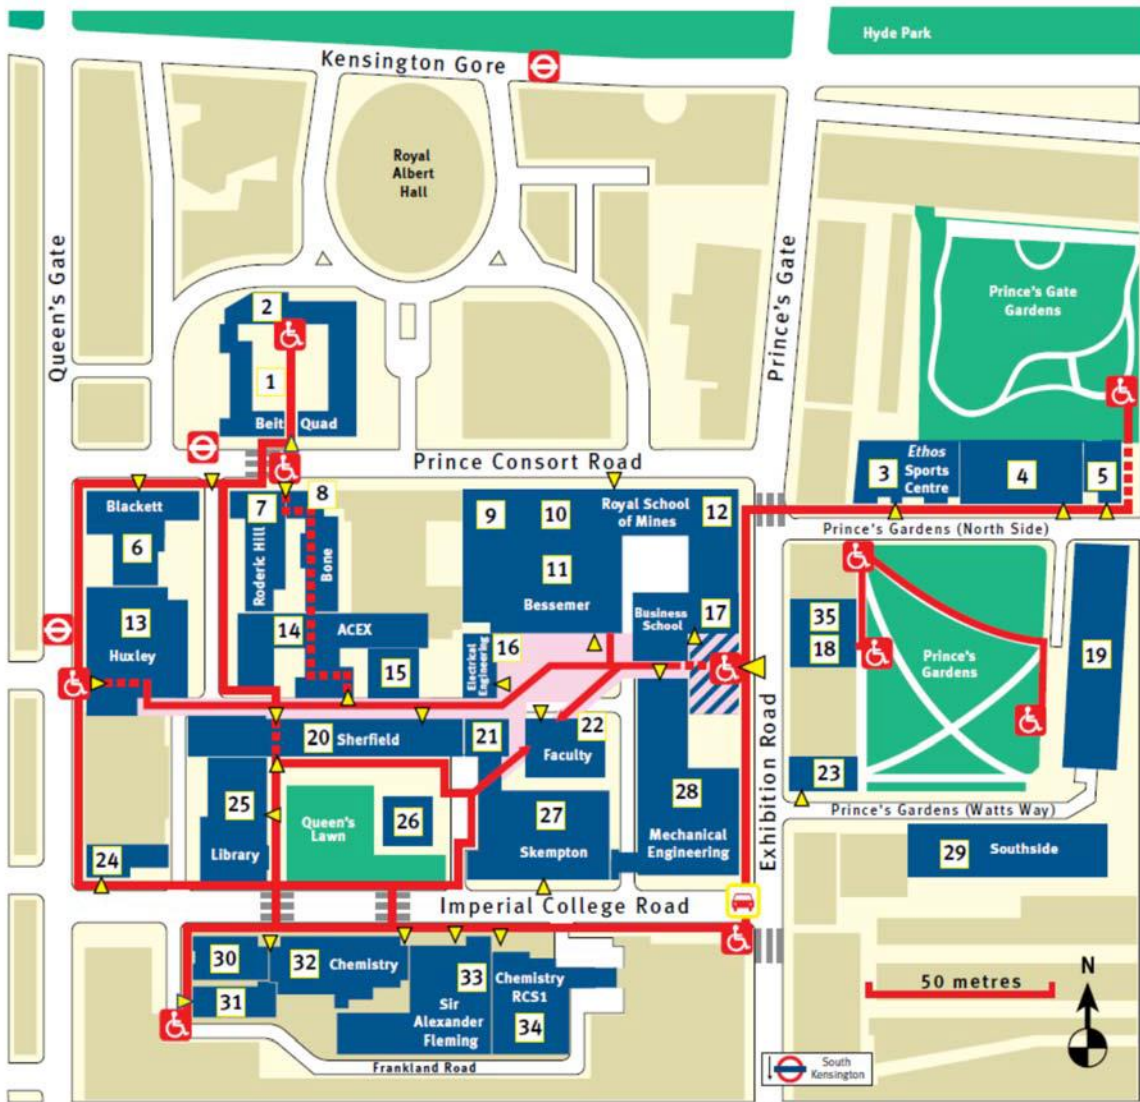 Hyde Park
Kensington Gore
Royal
Albert
Hall
Queen's Gate
Prince's Gate
Prince's Gate
Gardens
2
1
Beit Quad
Prince Consort Road
3
Ethos
Sports
Centre
4
5
Prince's Gardens (North Side)
Blackett
6
7
8
Roderic Hill
Bone
9
10
Royal School
of Mines
12
11
Bessemer
13
Huxley
14
ACEX
15
16
Electrical
Engineering
Business
School
17
35
18
Prince's
Gardens
19
20
Sherfield
21
22
Faculty
23
Prince's Gardens (Watts Way)
Exhibition Road
24
25
Library
Queen's
Lawn
26
27
Skempton
28
Mechanical
Engineering
29
Southside
Imperial College Road
30
31
32
Chemistry
33
Sir
Alexander
Fleming
Chemistry
RCS1
34
Frankland Road
50 metres
N
South
Kensington